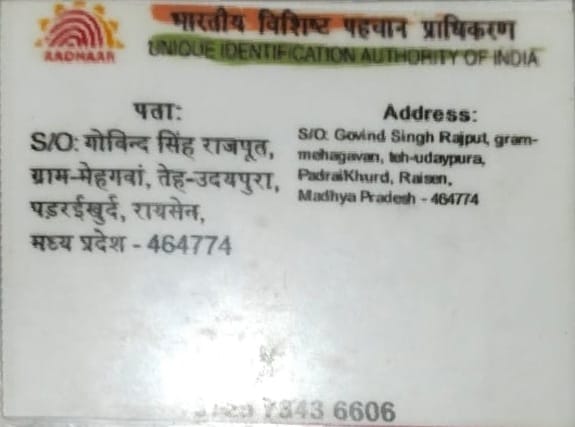 AADHAAR
भारतीय विशिष्ट पहचान प्राधिकरण
UNIQUE IDENTIFICATION AUTHORITY OF INDIA
पता:
S/O: गोविन्द सिंह राजपूत,
ग्राम-मेहगवां, तेह-उदयपुरा,
पड़रईखुर्द, रायसेन,
मध्य प्रदेश - 464774
Address:
S/O: Govind Singh Rajput, gram-
mehagavan, teh-udaypura,
PadraiKhurd, Raisen,
Madhya Pradesh - 464774
7343 6606